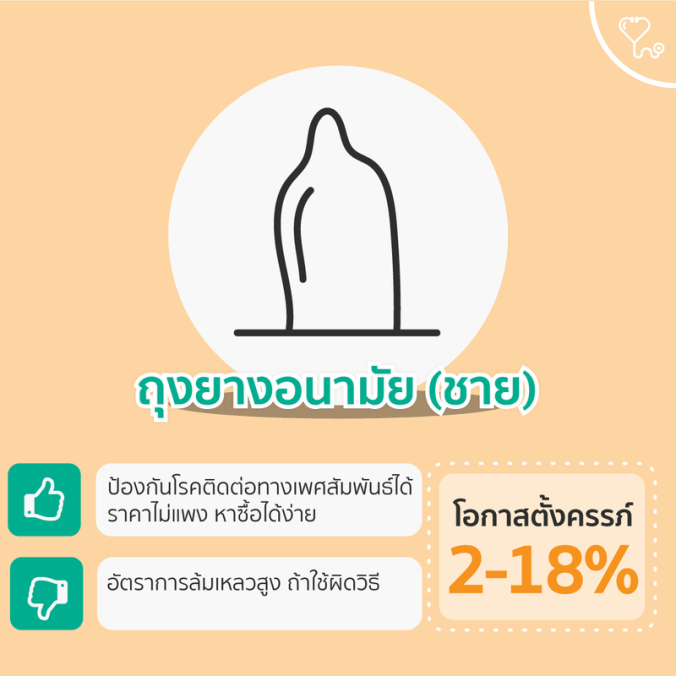 ถุงยางอนามัย (ชาย)
ป้องกันโรคติดต่อทางเพศสัมพันธ์ได้
ราคาไม่แพง หาซื้อได้ง่าย
อัตราการล้มเหลวสูง ถ้าใช้ผิดวิธี
โอกาสตั้งครรภ์
2-18%